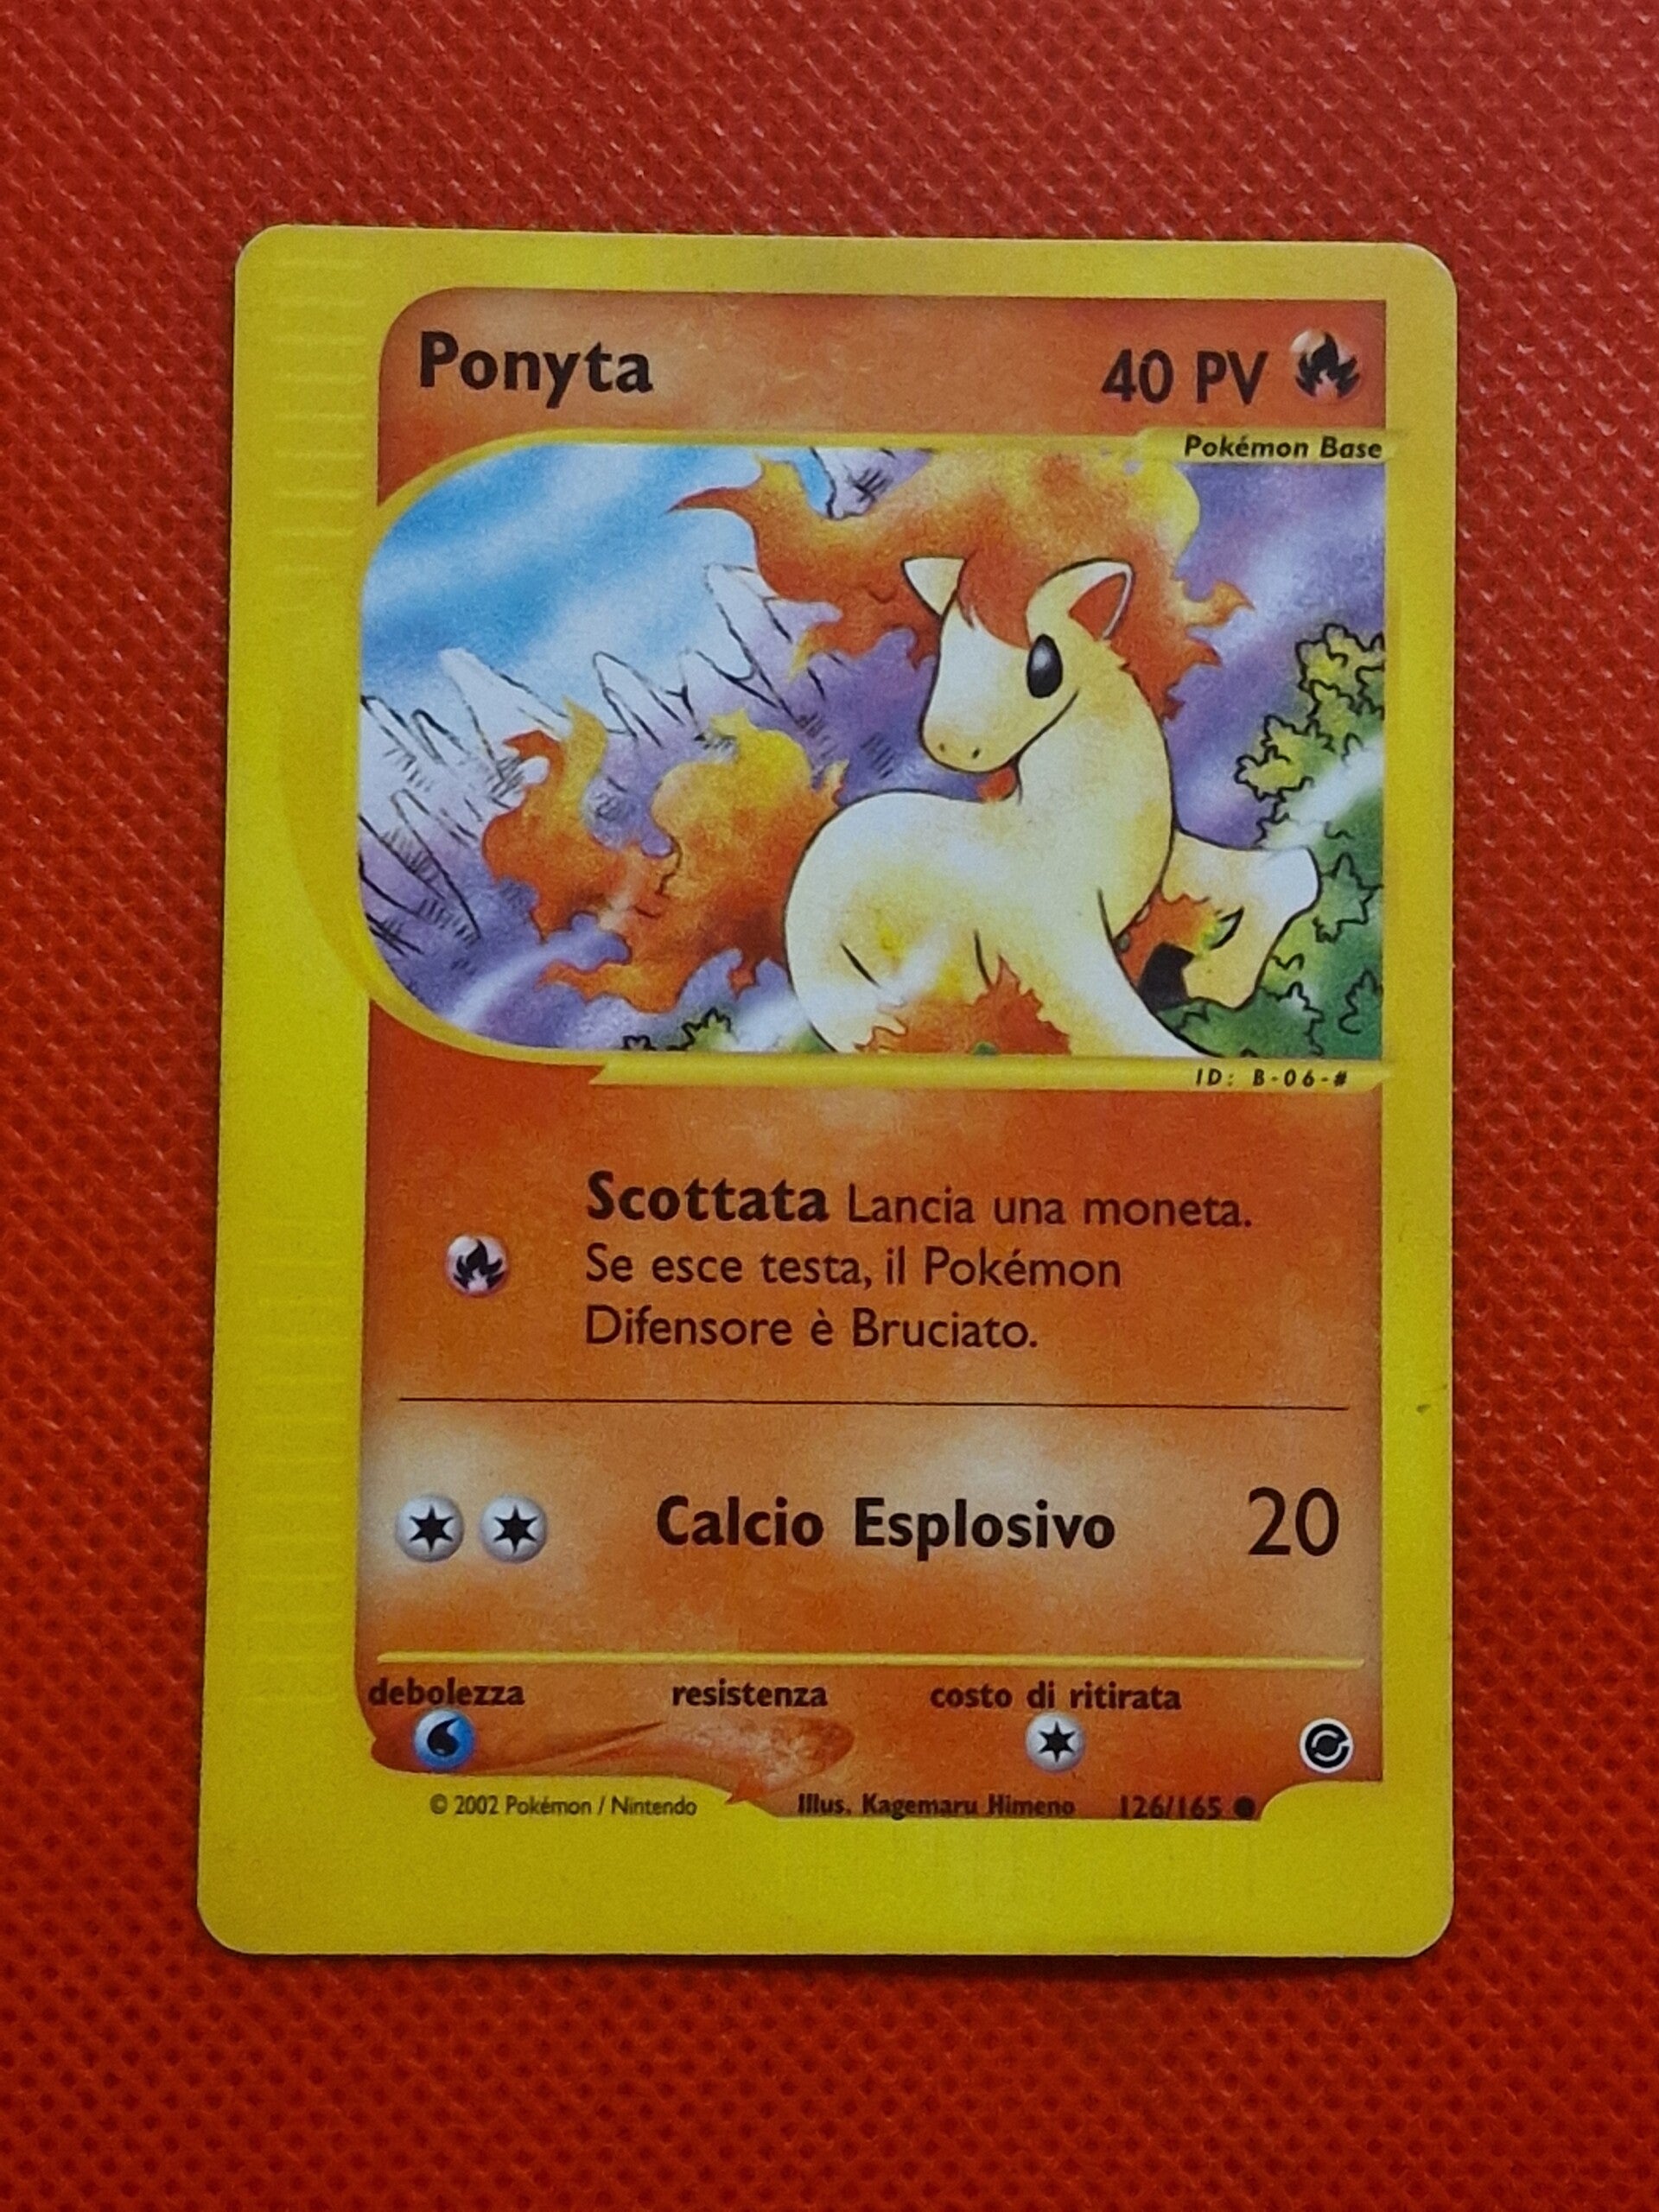 Ponyta 40 PV
Pokémon Base
ID: B-06-#
Scottata Lancia una moneta.
Se esce testa, il Pokémon
Difensore è Bruciato.
Calcio Esplosivo 20
debolezza resistenza costo di ritirata
© 2002 Pokémon / Nintendo Illus. Kagemaru Himeno 126/165